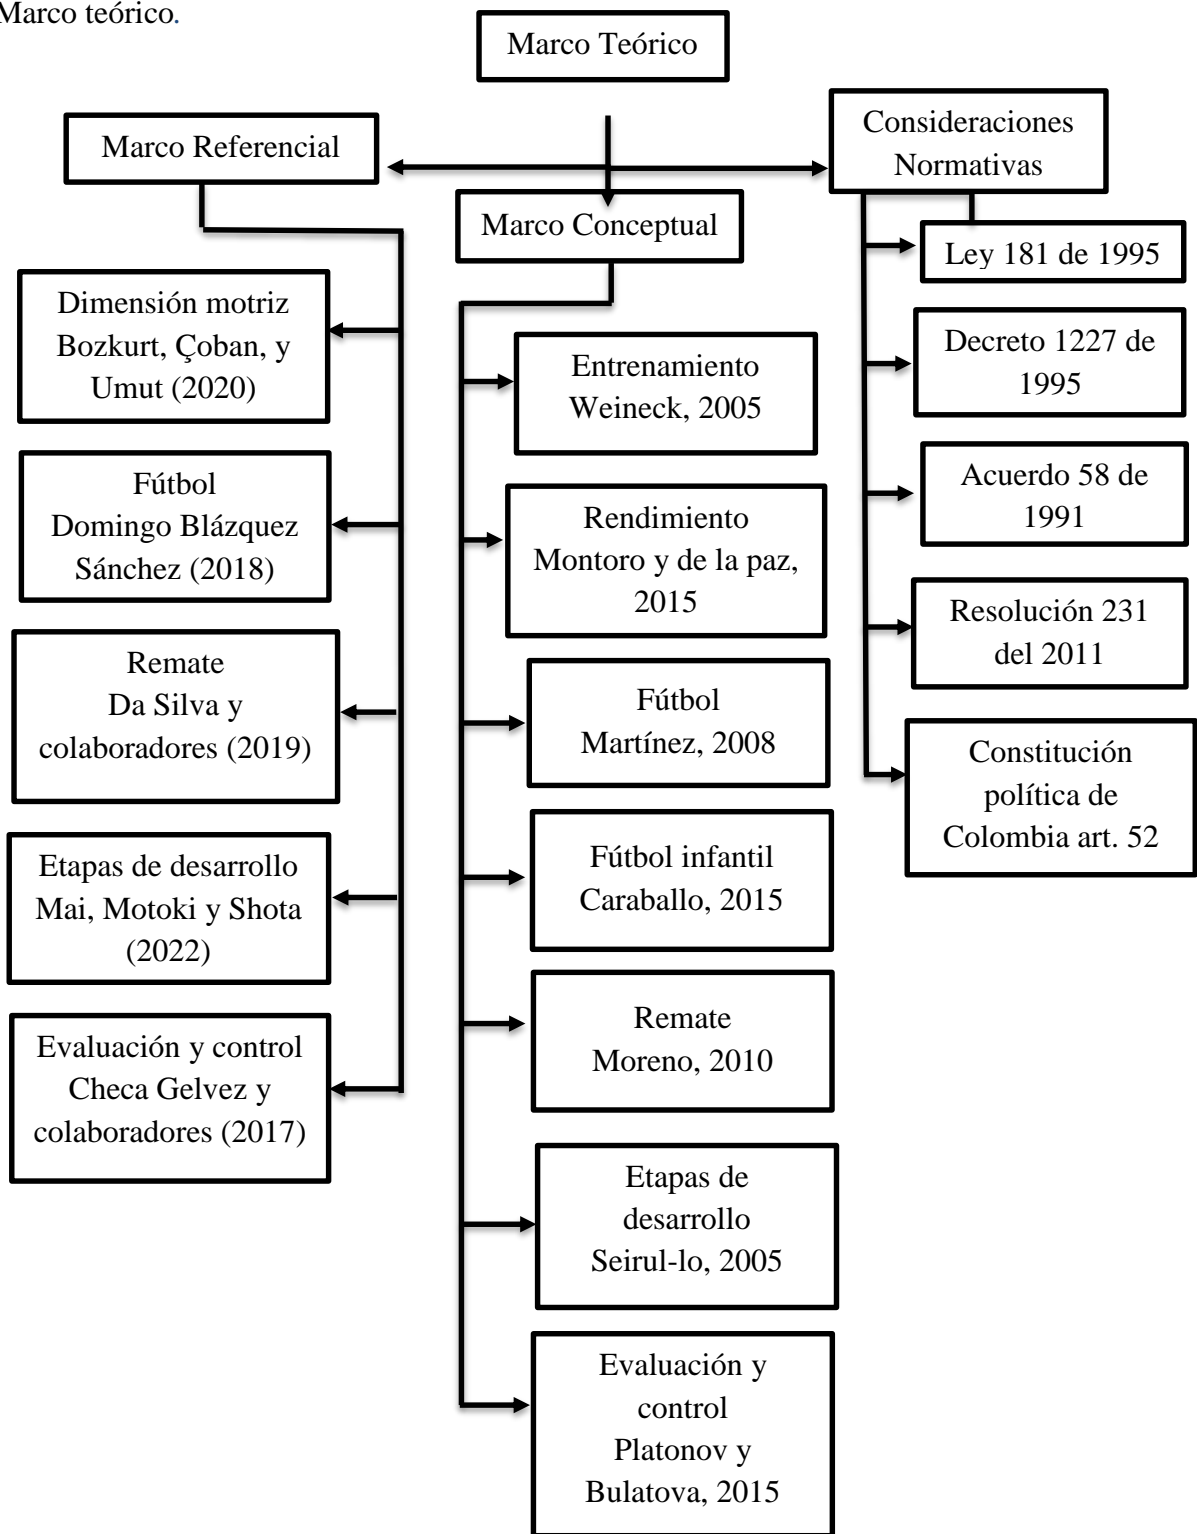 Marco teórico.
Marco Teórico
Marco Referencial
Dimensión motriz
Bozkurt, Çoban, y
Umut (2020)
Fútbol
Domingo Blázquez
Sánchez (2018)
Remate
Da Silva y
colaboradores (2019)
Etapas de desarrollo
Mai, Motoki y Shota
(2022)
Evaluación y control
Checa Gelvez y
colaboradores (2017)
Marco Conceptual
Entrenamiento
Weineck, 2005
Rendimiento
Montoro y de la paz,
2015
Fútbol
Martínez, 2008
Fútbol infantil
Caraballo, 2015
Remate
Moreno, 2010
Etapas de
desarrollo
Seirul-lo, 2005
Evaluación y
control
Platonov y
Bulatova, 2015
Consideraciones
Normativas
Ley 181 de 1995
Decreto 1227 de
1995
Acuerdo 58 de
1991
Resolución 231
del 2011
Constitución
política de
Colombia art. 52